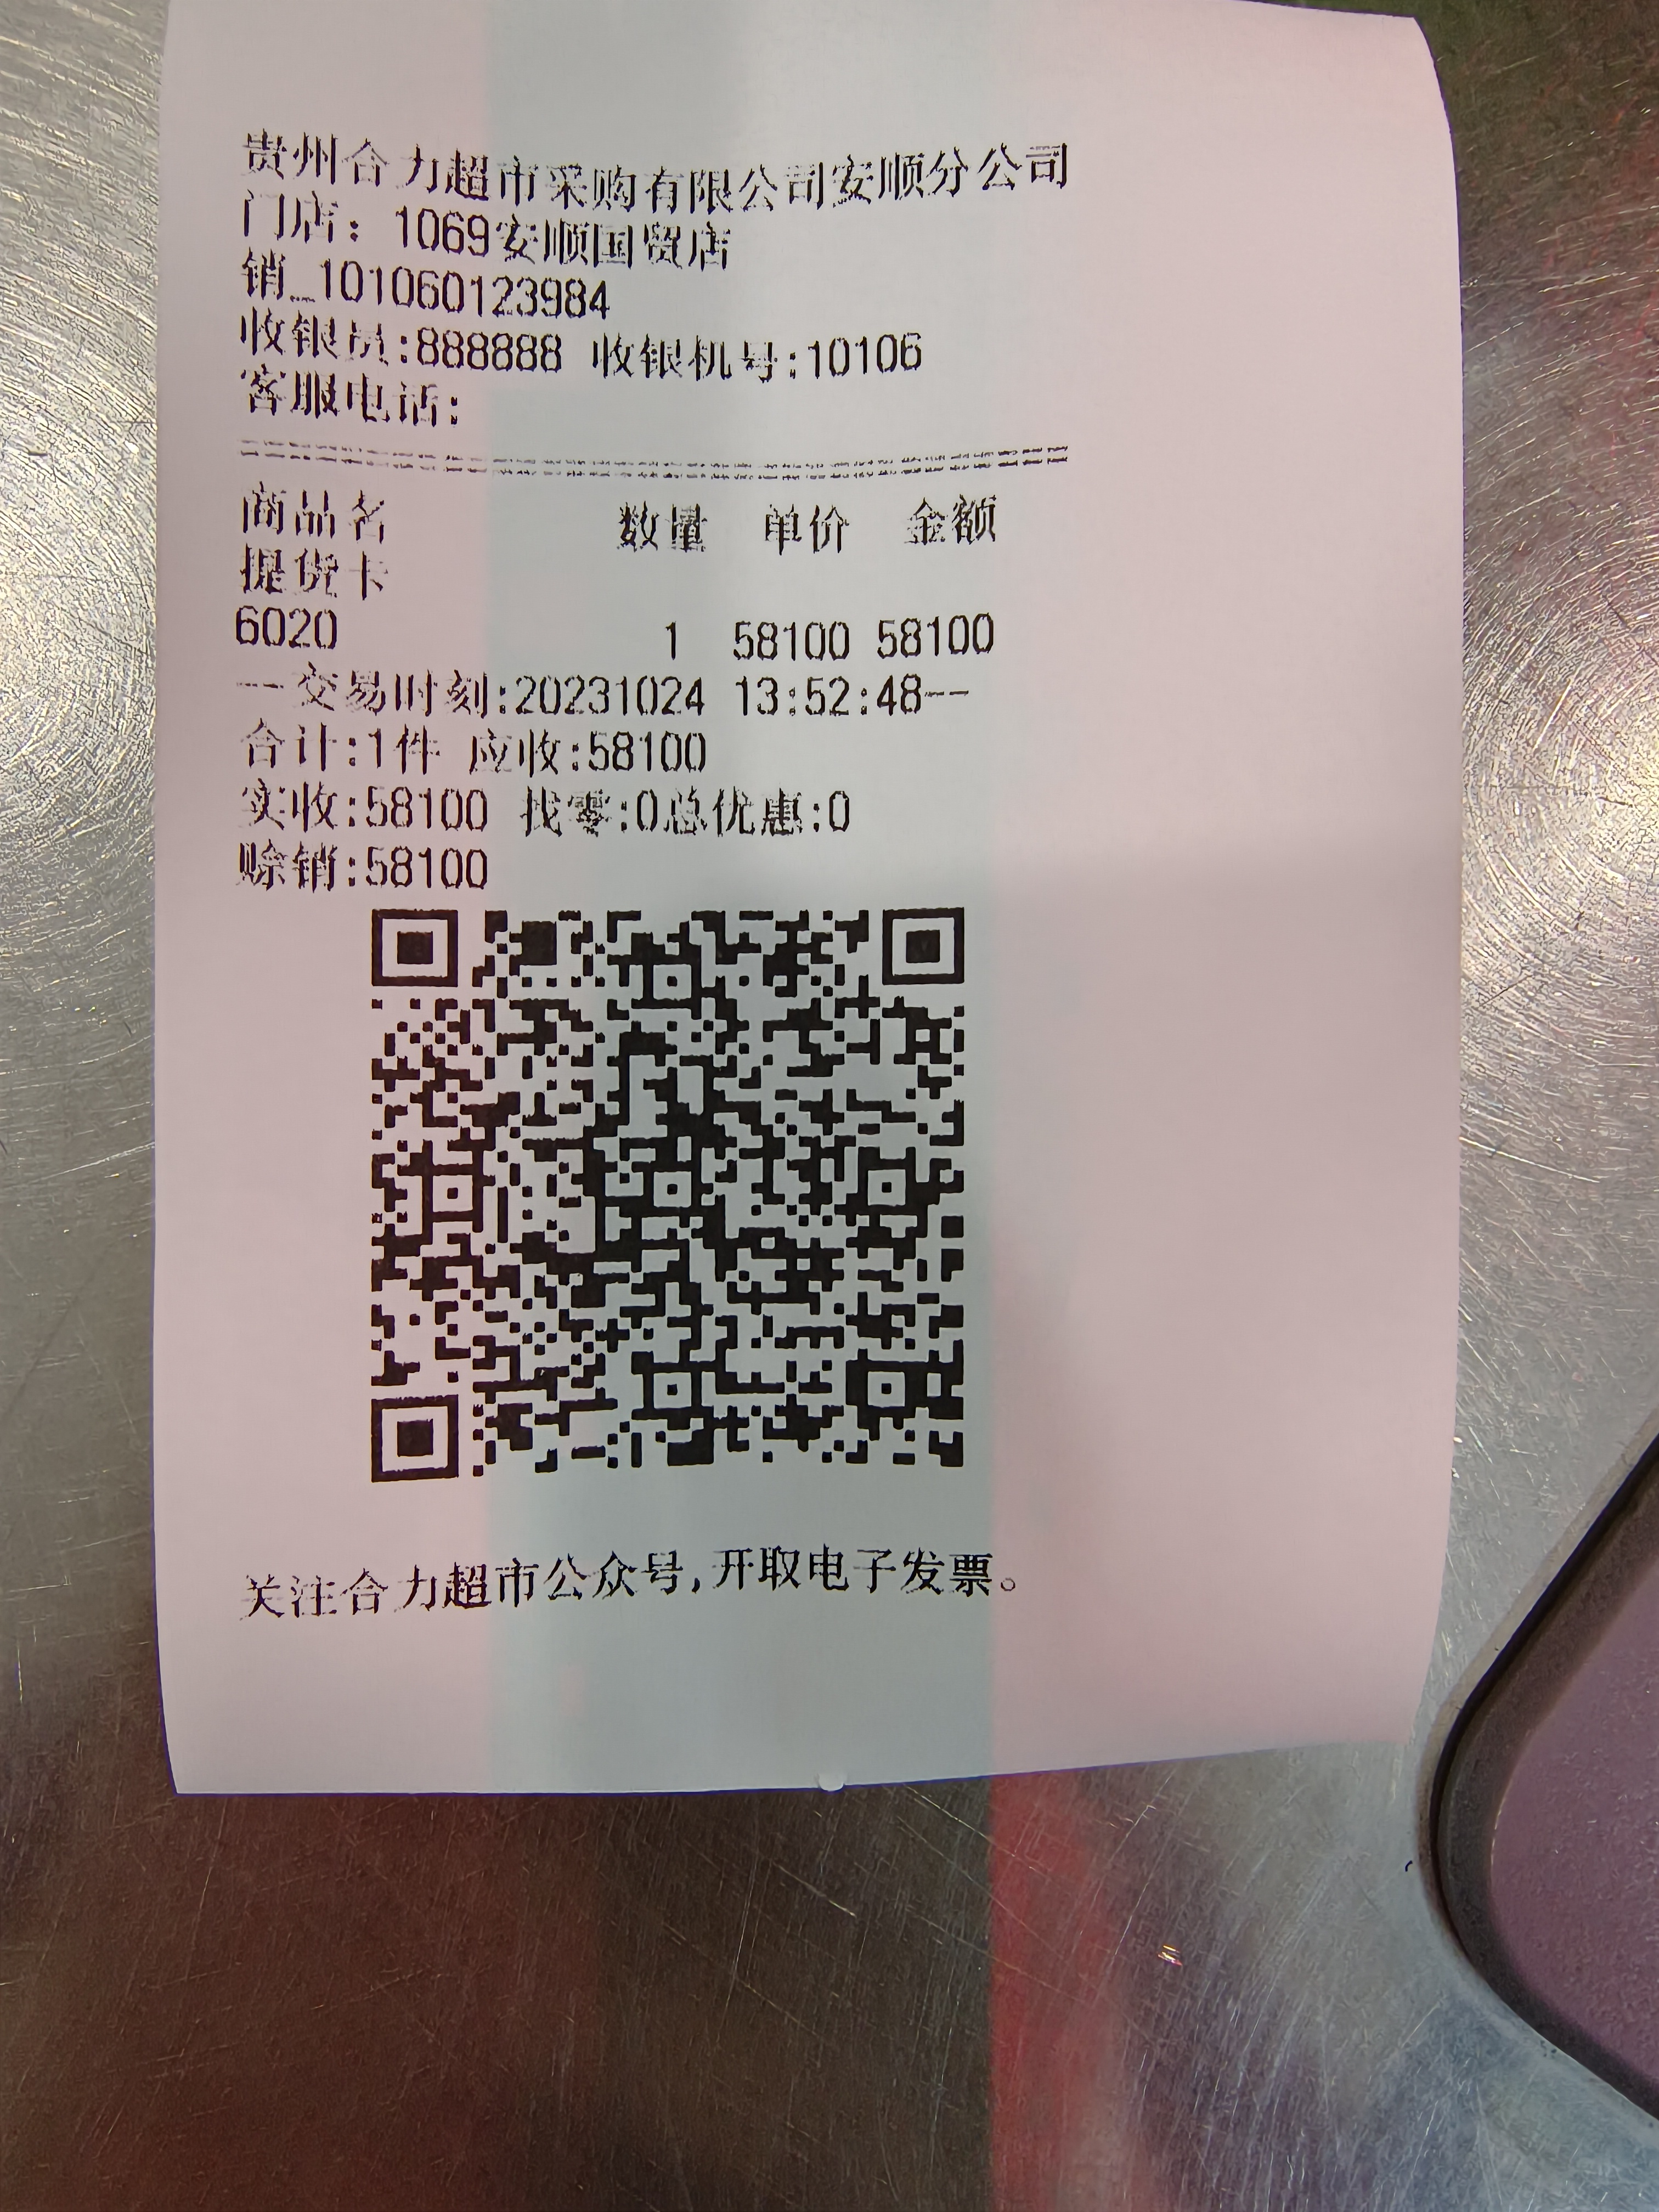 贵州合力超市采购有限公司安顺分公司
门店：1069安顺国贸店
销_101060123984
收银员:888888 收银机号:10106
客服电话:
==================================
商品名 数量 单价 金额
提货卡
6020 1 58100 58100
--交易时刻:20231024 13:52:48--
合计:1件 应收:58100
实收:58100 找零:0总优惠:0
赊销:58100
关注合力超市公众号,开取电子发票。